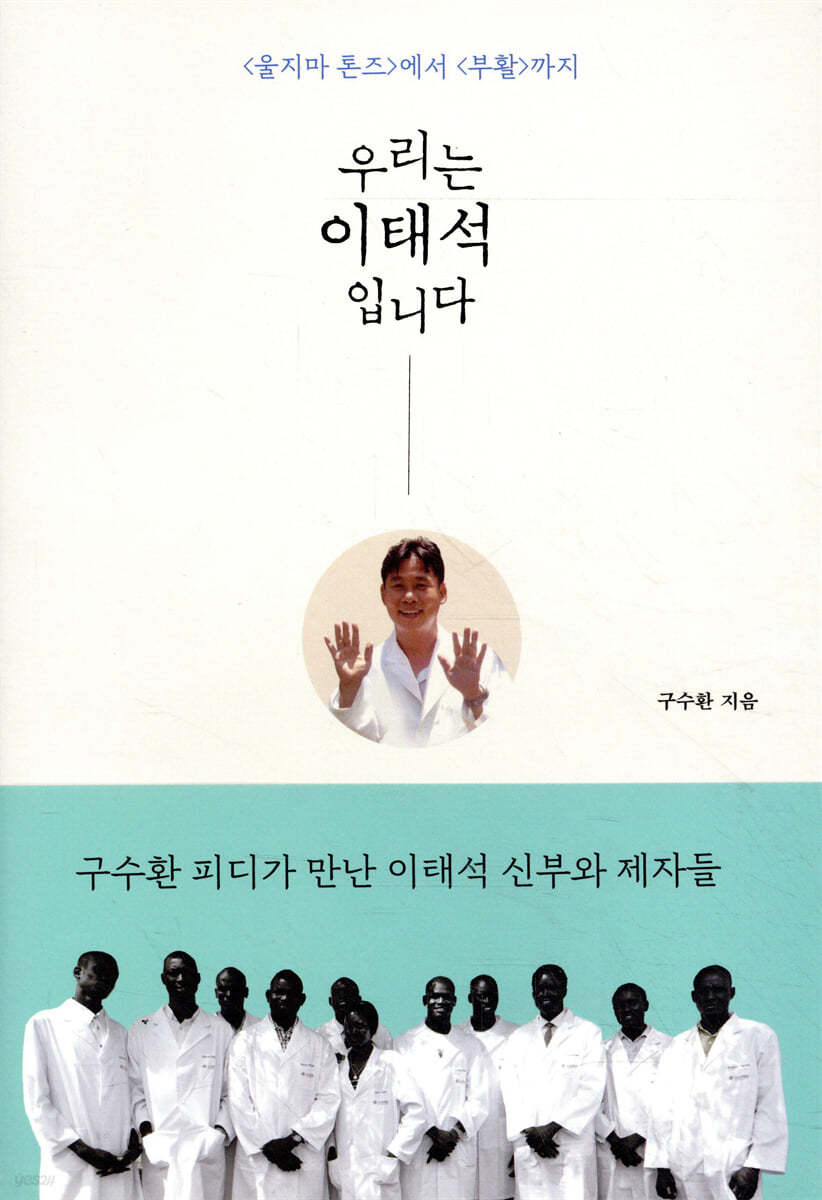 <울지마 톤즈>에서 <부활>까지
우리는
이태석
입니다
구수환 지음
구수환 피디가 만난 이태석 신부와 제자들
yes24